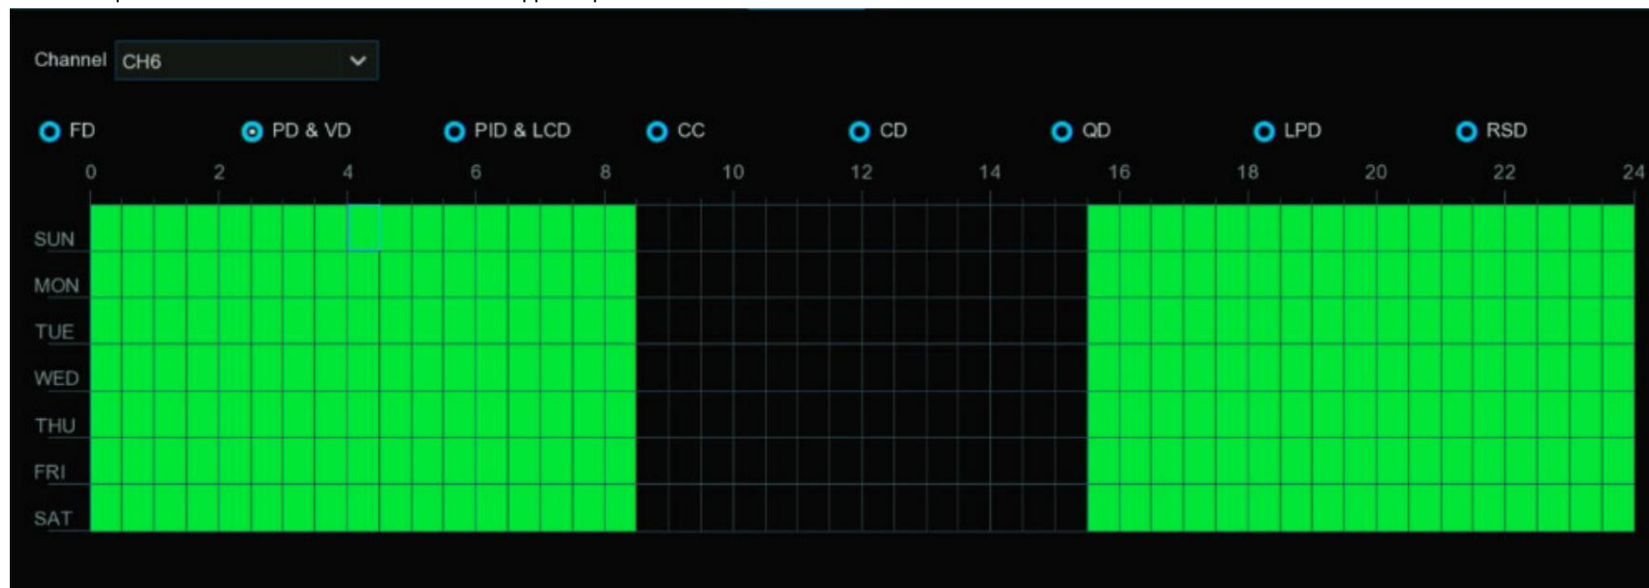 Channel CH6
FD PD & VD PID & LCD CC CD QD LPD RSD
0 2 4 6 8 10 12 14 16 18 20 22 24
SUN
MON
TUE
WED
THU
FRI
SAT